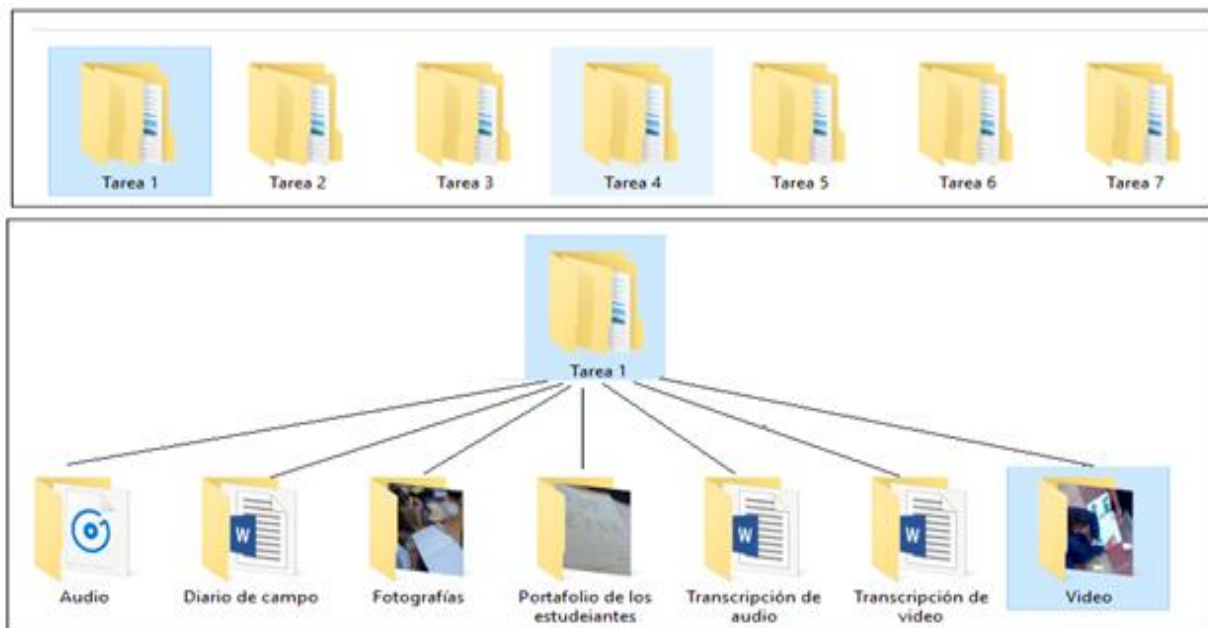 Tarea 1 Tarea 2 Tarea 3 Tarea 4 Tarea 5 Tarea 6 Tarea 7
Tarea 1
Audio Diario de campo Fotografías Portafolio de los Transcripción de Transcripción de Video
estudeiantes audio video